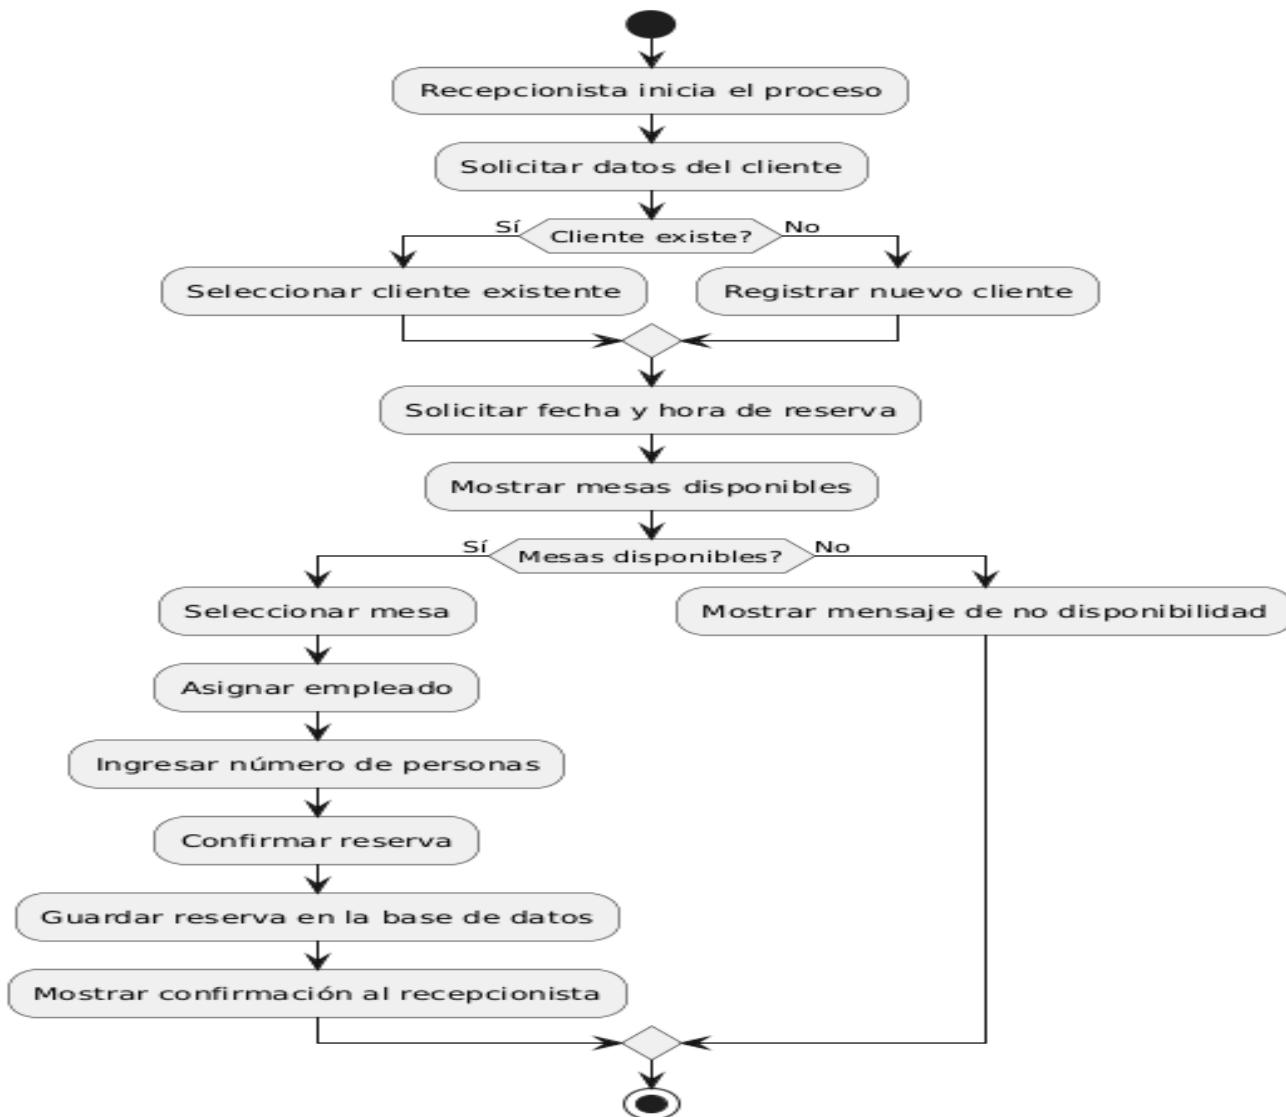 Recepcionista inicia el proceso
Solicitar datos del cliente
Sí
Cliente existe?
No
Seleccionar cliente existente
Registrar nuevo cliente
Solicitar fecha y hora de reserva
Mostrar mesas disponibles
Sí
Mesas disponibles?
No
Seleccionar mesa
Mostrar mensaje de no disponibilidad
Asignar empleado
Ingresar número de personas
Confirmar reserva
Guardar reserva en la base de datos
Mostrar confirmación al recepcionista